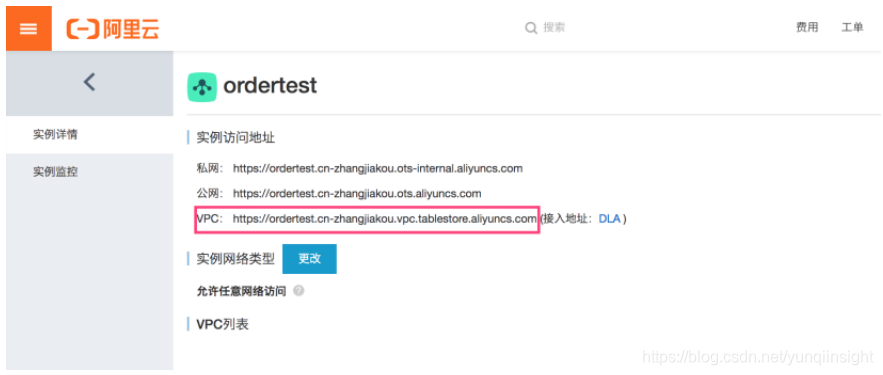 阿里云
搜索
费用
工单
ordertest
实例详情
实例监控
实例访问地址
私网： https://ordertest.cn-zhangjiakou.ots-internal.aliyuncs.com
公网： https://ordertest.cn-zhangjiakou.ots.aliyuncs.com
VPC： https://ordertest.cn-zhangjiakou.vpc.tablestore.aliyuncs.com (接入地址：DLA )
实例网络类型 更改
允许任意网络访问 ?
VPC列表
https://blog.csdn.net/yunqiinsight